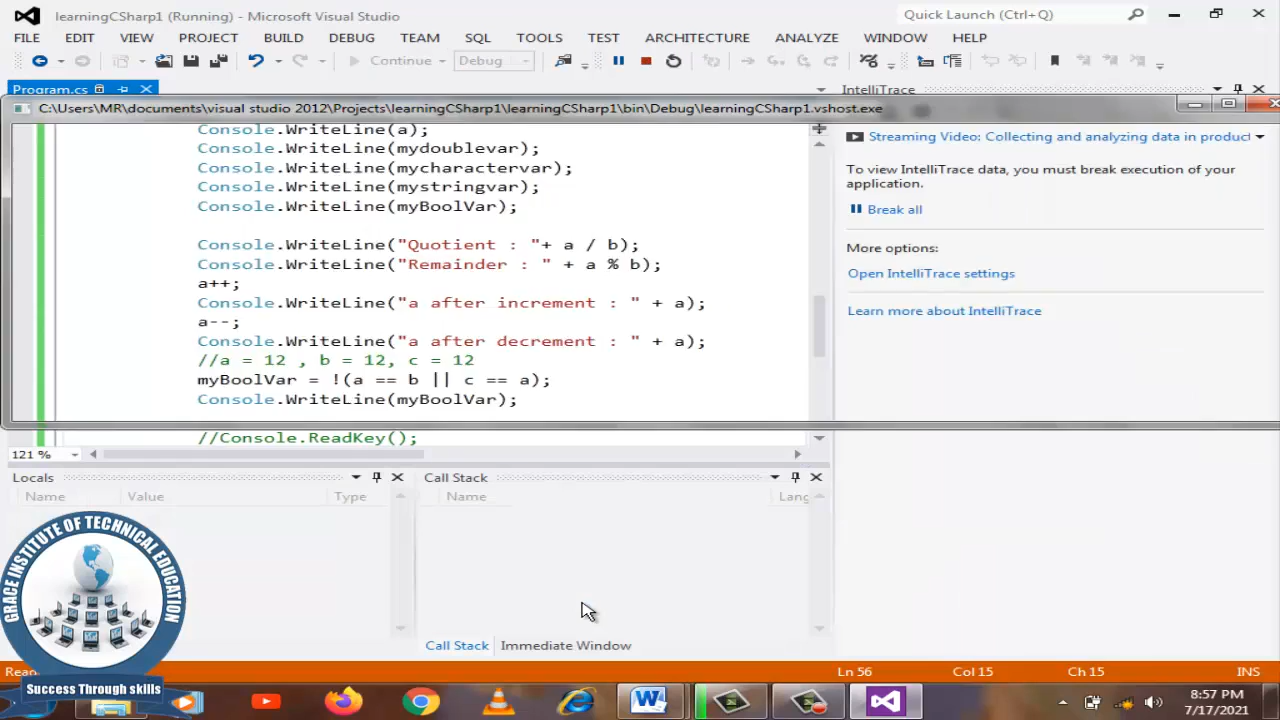 learningCSharp1 (Running) - Microsoft Visual Studio
Quick Launch (Ctrl+Q)
FILE EDIT VIEW PROJECT BUILD DEBUG TEAM SQL TOOLS TEST ARCHITECTURE ANALYZE WINDOW HELP
Continue Debug
Program.cs IntelliTrace
C:\Users\MR\documents\visual studio 2012\Projects\learningCSharp1\learningCSharp1\bin\Debug\learningCSharp1.vshost.exe
Console.WriteLine(a);
Console.WriteLine(mydoublevar);
Console.WriteLine(mycharactervar);
Console.WriteLine(mystringvar);
Console.WriteLine(myBoolVar);
Console.WriteLine("Quotient : "+ a / b);
Console.WriteLine("Remainder : " + a % b);
a++;
Console.WriteLine("a after increment : " + a);
a--;
Console.WriteLine("a after decrement : " + a);
//a = 12 , b = 12, c = 12
myBoolVar = !(a == b || c == a);
Console.WriteLine(myBoolVar);
//Console.ReadKey();
121 %
Streaming Video: Collecting and analyzing data in product
To view IntelliTrace data, you must break execution of your
application.
Break all
More options:
Open IntelliTrace settings
Learn more about IntelliTrace
Locals
Name Value Type
Call Stack
Name Lang
Call Stack Immediate Window
GRACE INSTITUTE OF TECHNICAL EDUCATION
Success Through skills
Rea
Ln 56 Col 15 Ch 15 INS
8:57 PM
7/17/2021